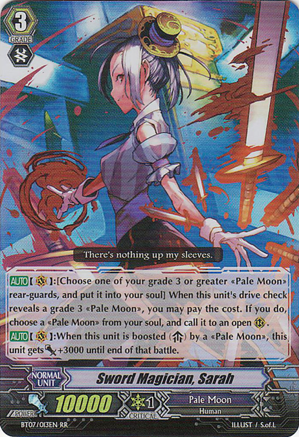 3
GRADE
There's nothing up my sleeves.
AUTO [ ]:[Choose one of your grade 3 or greater «Pale Moon»
rear-guards, and put it into your soul] When this unit's drive check
reveals a grade 3 «Pale Moon», you may pay the cost. If you do,
choose a «Pale Moon» from your soul, and call it to an open
AUTO [ ]:When this unit is boosted ( ) by a «Pale Moon», this
unit gets +3000 until end of that battle.
NORMAL UNIT
Sword Magician, Sarah
10000
1
CRITICAL
Pale Moon
Human
BT07/013EN RR
ILLUST / S.of.L